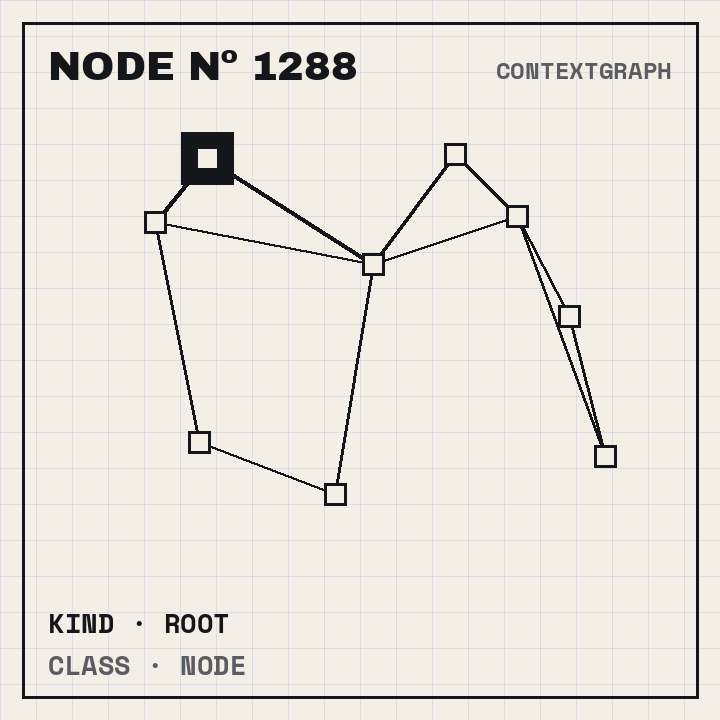 NODE Nº 1288
CONTEXTGRAPH
KIND · ROOT
CLASS · NODE